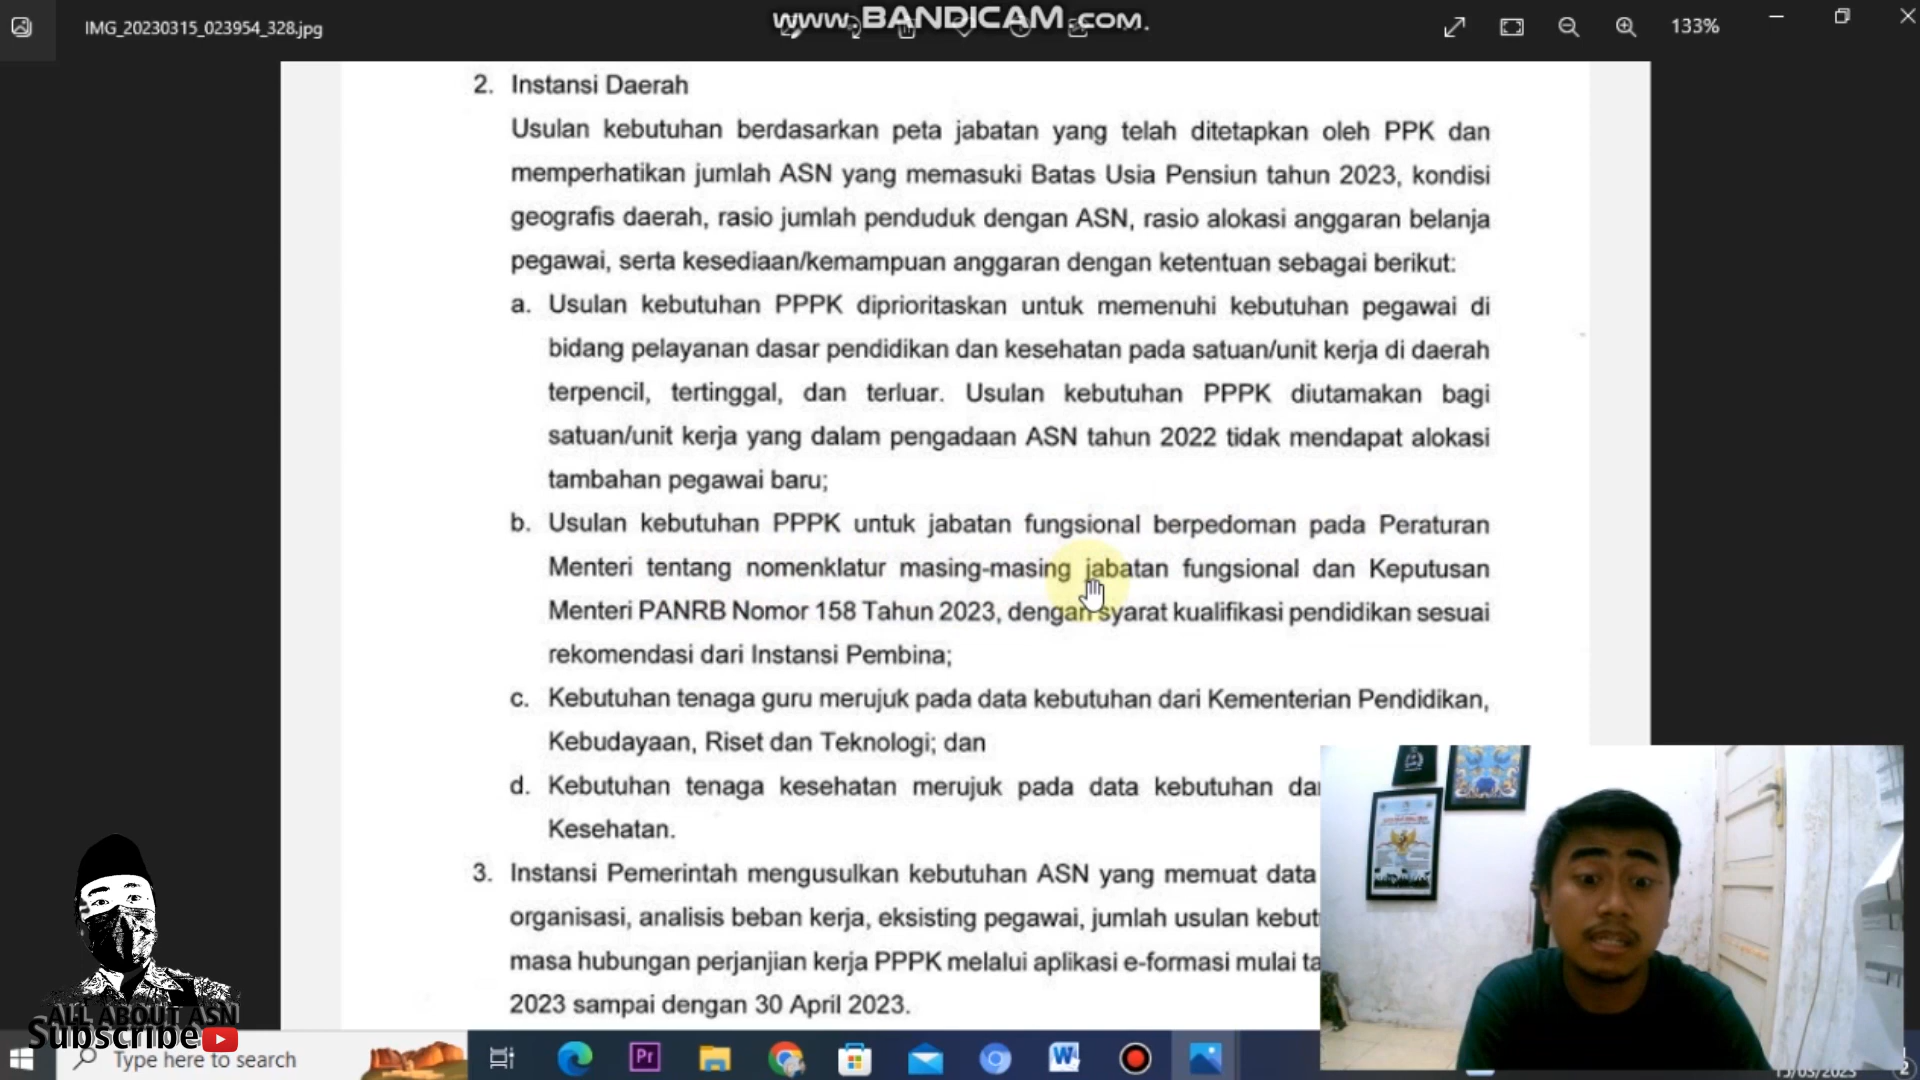 IMG_20230315_023954_328.jpg
www.BANDICAM.com.
133%
2. Instansi Daerah
Usulan kebutuhan berdasarkan peta jabatan yang telah ditetapkan oleh PPK dan
memperhatikan jumlah ASN yang memasuki Batas Usia Pensiun tahun 2023, kondisi
geografis daerah, rasio jumlah penduduk dengan ASN, rasio alokasi anggaran belanja
pegawai, serta kesediaan/kemampuan anggaran dengan ketentuan sebagai berikut:
a. Usulan kebutuhan PPPK diprioritaskan untuk memenuhi kebutuhan pegawai di
bidang pelayanan dasar pendidikan dan kesehatan pada satuan/unit kerja di daerah
terpencil, tertinggal, dan terluar. Usulan kebutuhan PPPK diutamakan bagi
satuan/unit kerja yang dalam pengadaan ASN tahun 2022 tidak mendapat alokasi
tambahan pegawai baru;
b. Usulan kebutuhan PPPK untuk jabatan fungsional berpedoman pada Peraturan
Menteri tentang nomenklatur masing-masing jabatan fungsional dan Keputusan
Menteri PANRB Nomor 158 Tahun 2023, dengan syarat kualifikasi pendidikan sesuai
rekomendasi dari Instansi Pembina;
c. Kebutuhan tenaga guru merujuk pada data kebutuhan dari Kementerian Pendidikan,
Kebudayaan, Riset dan Teknologi; dan
d. Kebutuhan tenaga kesehatan merujuk pada data kebutuhan
Kesehatan.
3. Instansi Pemerintah mengusulkan kebutuhan ASN yang memuat data
organisasi, analisis beban kerja, eksisting pegawai, jumlah usulan
masa hubungan perjanjian kerja PPPK melalui aplikasi e-formasi mulai
2023 sampai dengan 30 April 2023.
ALL ABOUT ASN
Subscribe
Type here to search
Pr
W
15/03/2023
2